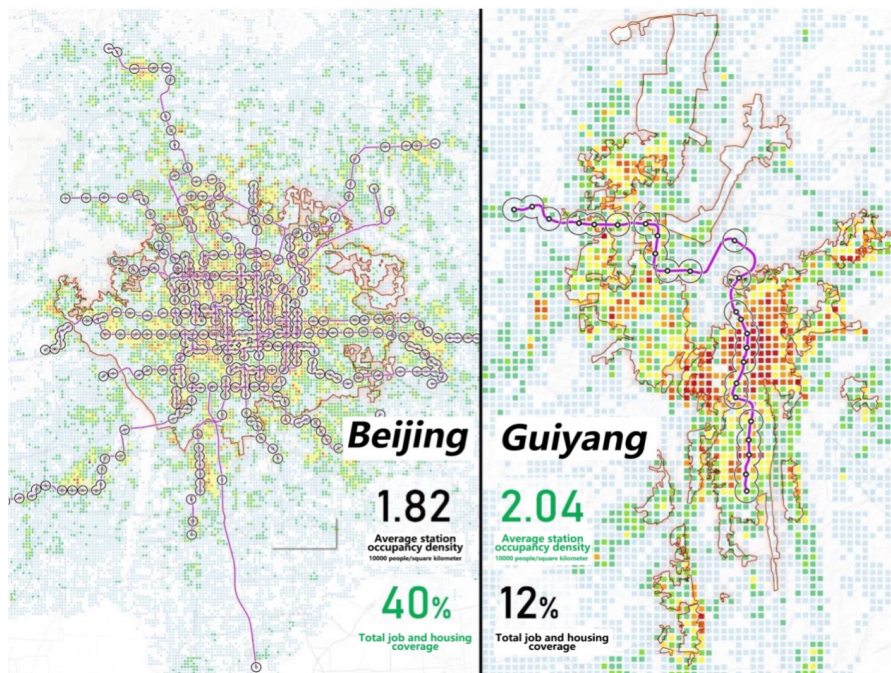 Beijing
1.82
Average station
occupancy density
10000 people/square kilometer
40%
Total job and housing
coverage
Guiyang
2.04
Average station
occupancy density
10000 people/square kilometer
12%
Total job and housing
coverage